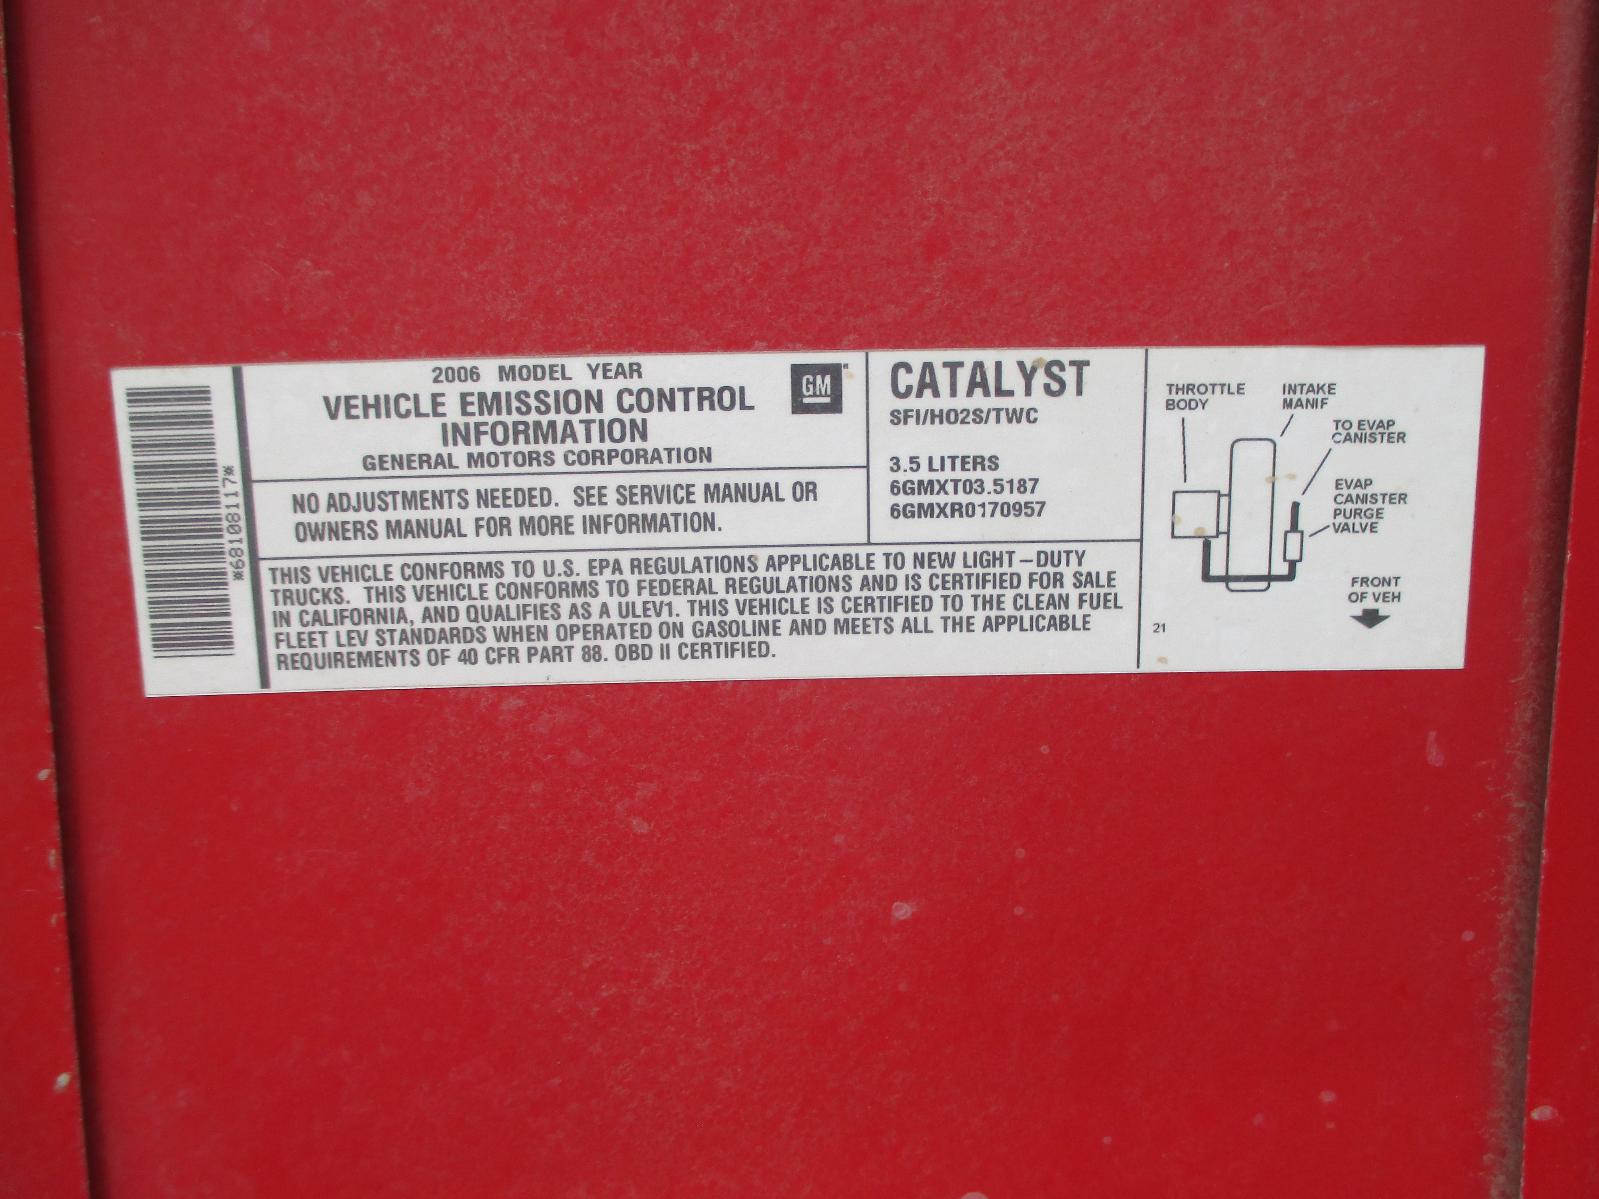 *68108117*
2006 MODEL YEAR
VEHICLE EMISSION CONTROL
INFORMATION
GENERAL MOTORS CORPORATION
GM
NO ADJUSTMENTS NEEDED. SEE SERVICE MANUAL OR
OWNERS MANUAL FOR MORE INFORMATION.
CATALYST
SFI/HO2S/TWC
3.5 LITERS
6GMXT03.5187
6GMXR0170957
THIS VEHICLE CONFORMS TO U.S. EPA REGULATIONS APPLICABLE TO NEW LIGHT-DUTY
TRUCKS. THIS VEHICLE CONFORMS TO FEDERAL REGULATIONS AND IS CERTIFIED FOR SALE
IN CALIFORNIA, AND QUALIFIES AS A ULEV1. THIS VEHICLE IS CERTIFIED TO THE CLEAN FUEL
FLEET LEV STANDARDS WHEN OPERATED ON GASOLINE AND MEETS ALL THE APPLICABLE
REQUIREMENTS OF 40 CFR PART 88. OBD II CERTIFIED.
THROTTLE
BODY
INTAKE
MANIF
TO EVAP
CANISTER
EVAP
CANISTER
PURGE
VALVE
FRONT
OF VEH
21